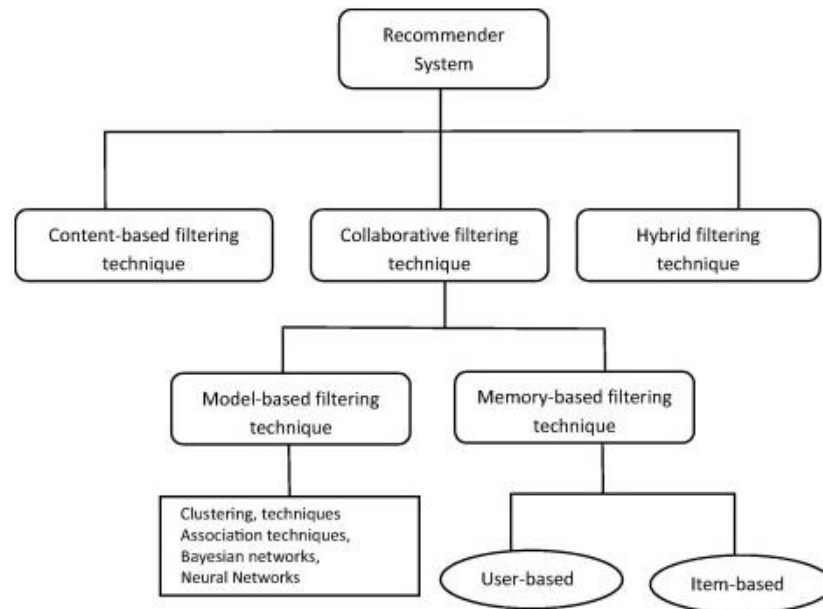 Recommender
System
Content-based filtering
technique
Collaborative filtering
technique
Hybrid filtering
technique
Model-based filtering
technique
Memory-based filtering
technique
Clustering, techniques
Association techniques,
Bayesian networks,
Neural Networks
User-based
Item-based